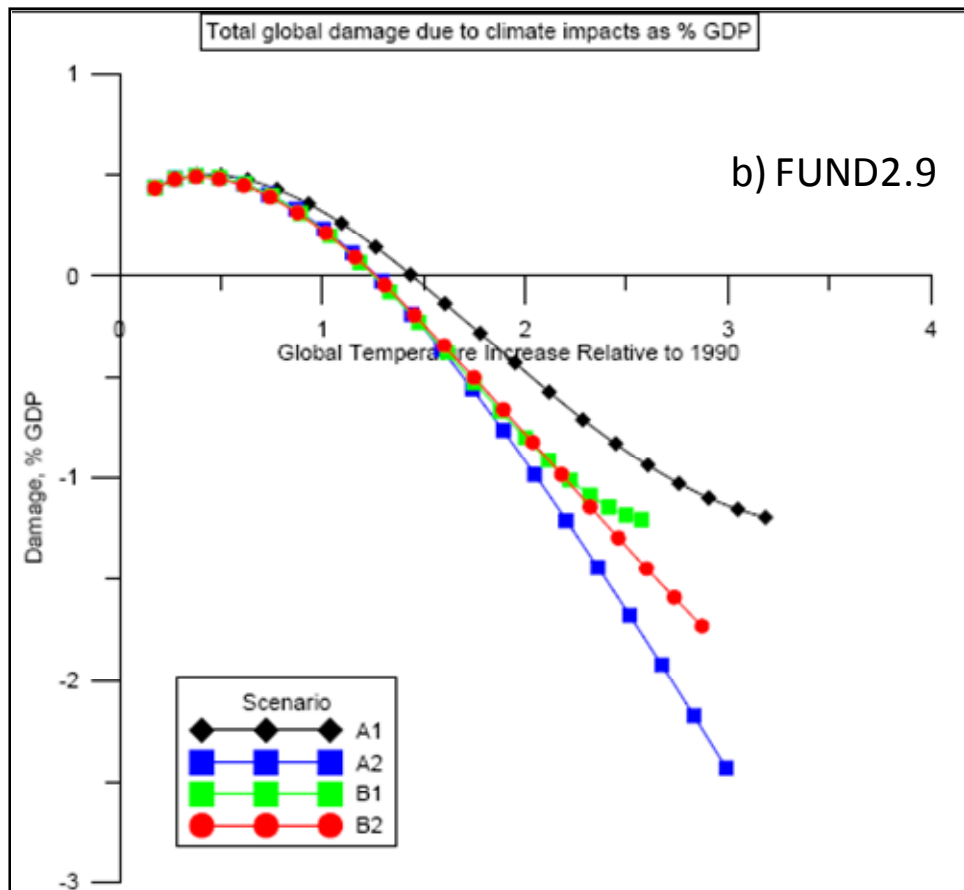 Total global damage due to climate impacts as % GDP
1
b) FUND2.9
0
0
1
2
3
4
Global Temperature Increase Relative to 1990
Damage, % GDP
-1
-2
Scenario
A1
A2
B1
B2
-3